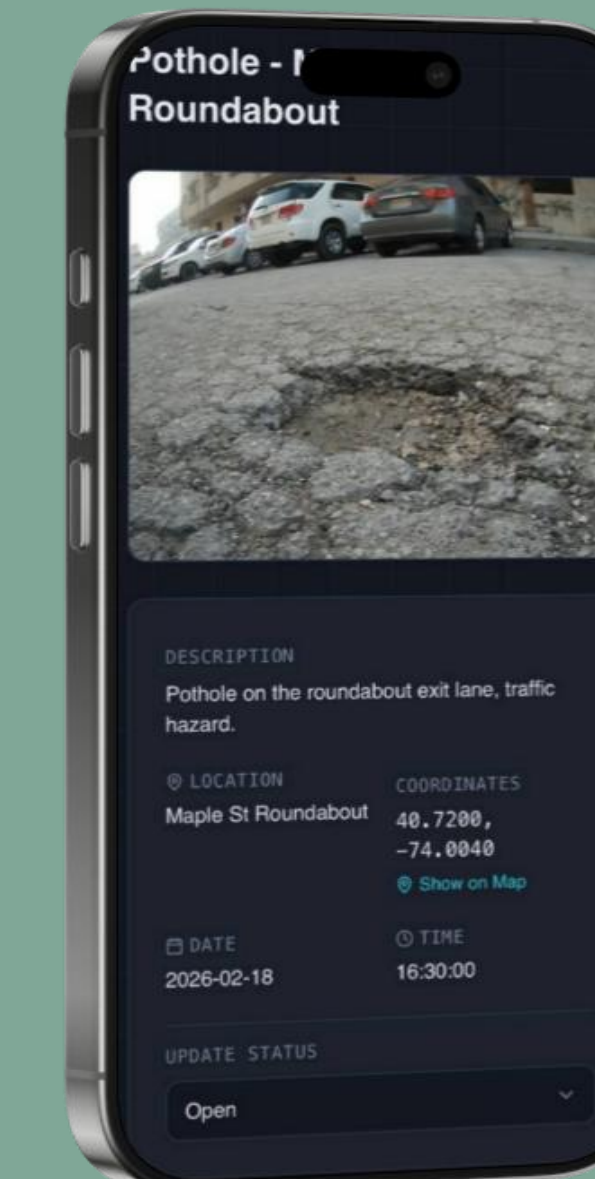 Pothole -
Roundabout
DESCRIPTION
Pothole on the roundabout exit lane, traffic
hazard.
LOCATION
Maple St Roundabout
COORDINATES
40.7200,
-74.0040
Show on Map
DATE
2026-02-18
TIME
16:30:00
UPDATE STATUS
Open